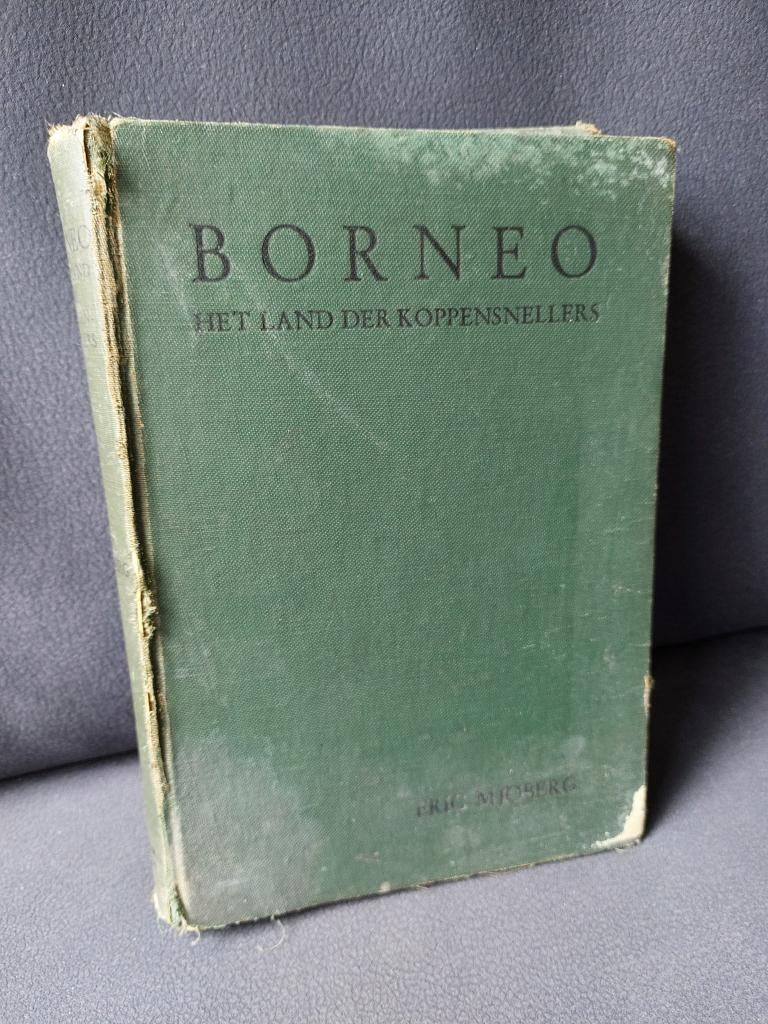 BORNEO
HET LAND DER KOPPENSNELLERS
ERIC MJÖBERG